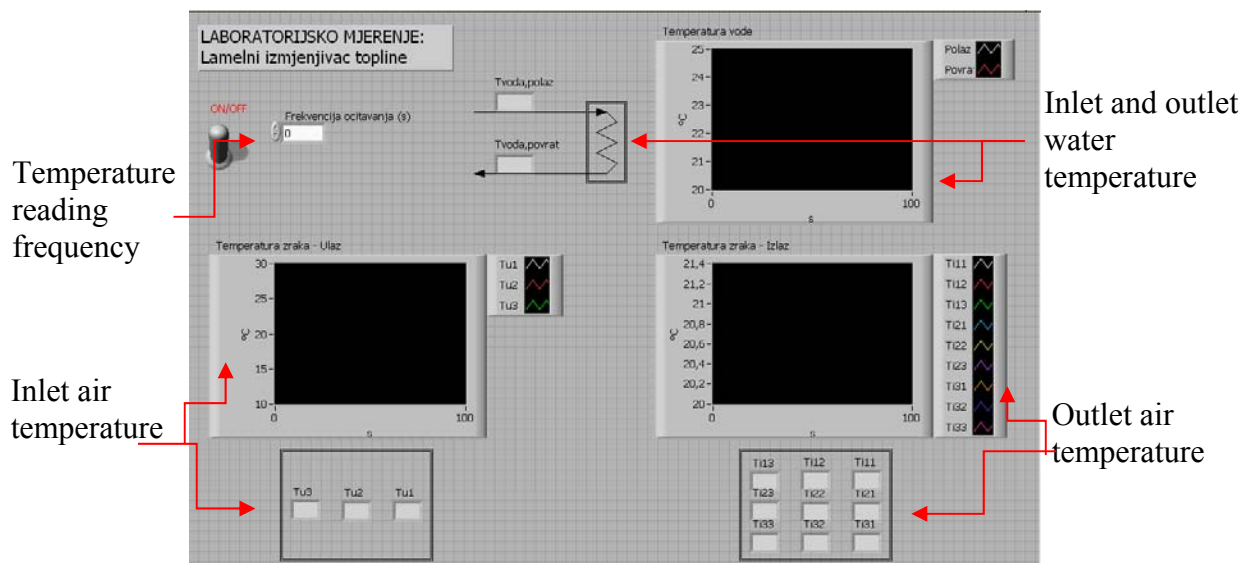 LABORATORIJSKO MJERENJE:
Lamelni izmjenjivac topline
ON/OFF
Frekvencija ocitavanja (s)
0
Tvoda,polaz
Tvoda,povrat
Temperatura vode
25
24
23
22
21
20
°C
0
100
s
Polaz
Povra
Temperature
reading
frequency
Inlet and outlet
water
temperature
Temperatura zraka - Ulaz
30
25
20
15
10
°C
0
100
s
Tu1
Tu2
Tu3
Temperatura zraka - Izlaz
21,4
21,2
21
20,8
20,6
20,4
20,2
20
°C
0
100
s
Ti11
Ti12
Ti13
Ti21
Ti22
Ti23
Ti31
Ti32
Ti33
Inlet air
temperature
Outlet air
temperature
Tu3 Tu2 Tu1
Ti13 Ti12 Ti11
Ti23 Ti22 Ti21
Ti33 Ti32 Ti31